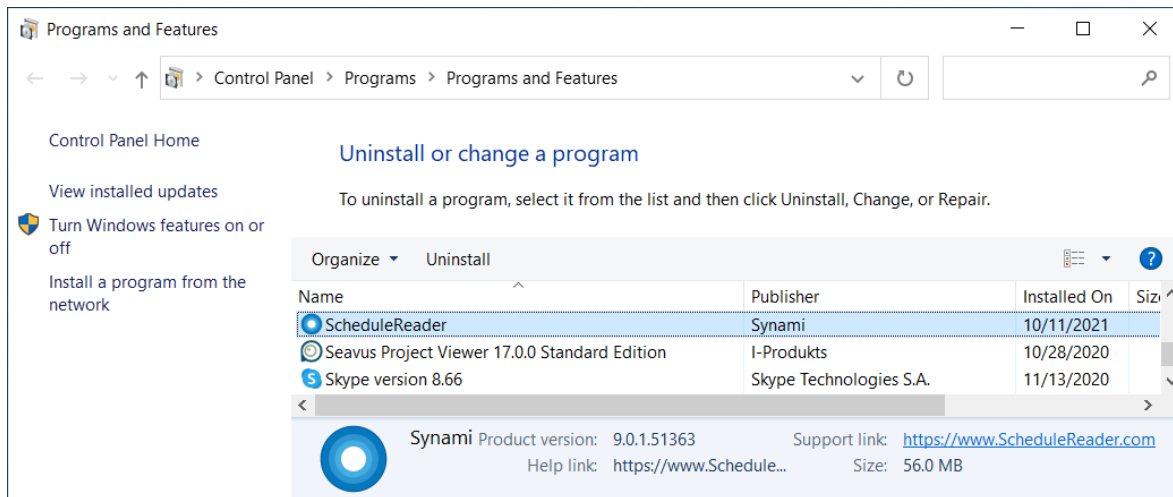 Programs and Features
Control Panel > Programs > Programs and Features
Control Panel Home
View installed updates
Turn Windows features on or
off
Install a program from the
network
Uninstall or change a program
To uninstall a program, select it from the list and then click Uninstall, Change, or Repair.
Organize Uninstall
Name Publisher Installed On Size
ScheduleReader Synami 10/11/2021
Seavus Project Viewer 17.0.0 Standard Edition I-Produkts 10/28/2020
Skype version 8.66 Skype Technologies S.A. 11/13/2020
Synami Product version: 9.0.1.51363 Support link: https://www.ScheduleReader.com
Help link: https://www.Schedule... Size: 56.0 MB